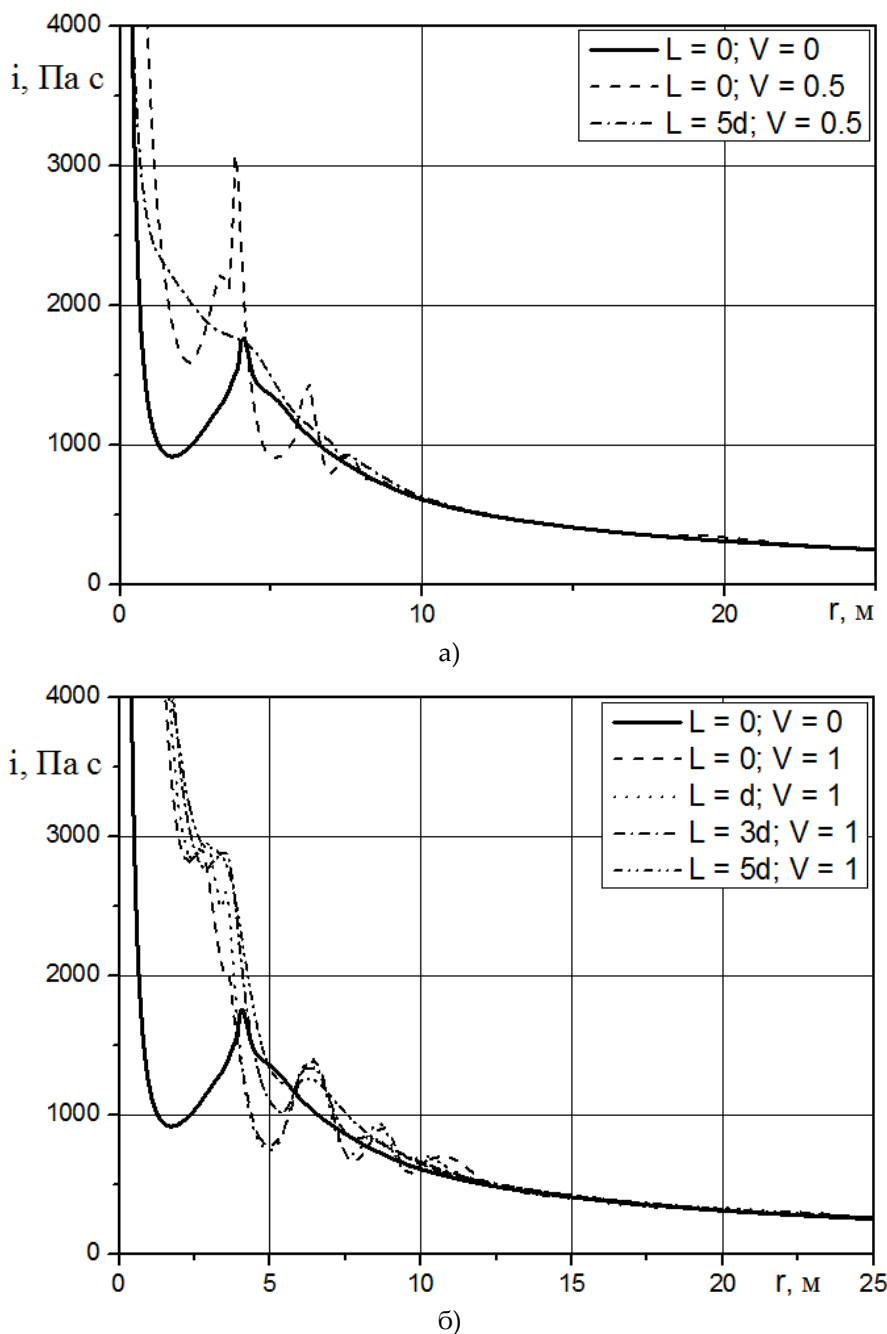 4000
i, Па с
3000
2000
1000
0
L = 0; V = 0
L = 0; V = 0.5
L = 5d; V = 0.5
0
5
10
15
20
r, м
а)
4000
i, Па с
3000
2000
1000
0
L = 0; V = 0
L = 0; V = 1
L = d; V = 1
L = 3d; V = 1
L = 5d; V = 1
0
5
10
15
20
r, м
25
б)